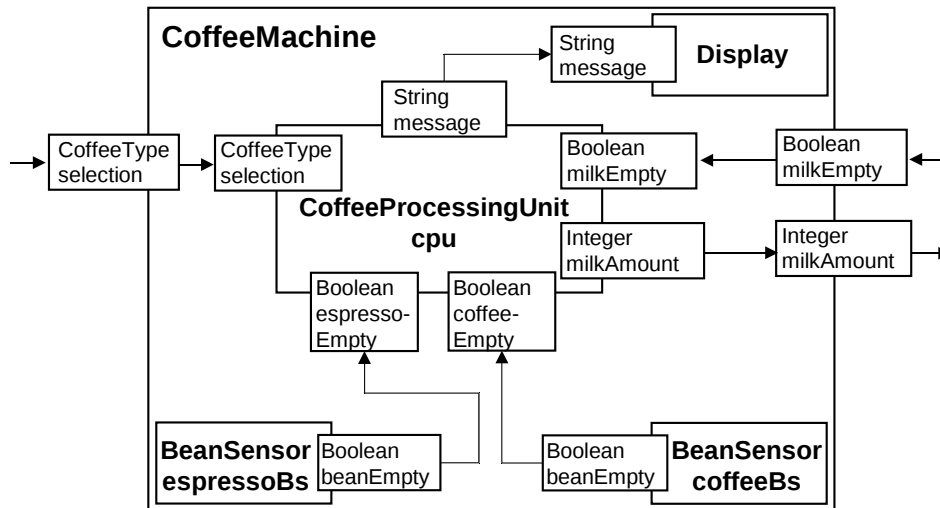 CoffeeMachine
String
message
Display
String
message
CoffeeType
selection
CoffeeType
selection
Boolean
milkEmpty
Boolean
milkEmpty
CoffeeProcessingUnit
cpu
Integer
milkAmount
Integer
milkAmount
Boolean
espresso-
Empty
Boolean
coffee-
Empty
BeanSensor
espressoBs
Boolean
beanEmpty
Boolean
beanEmpty
BeanSensor
coffeeBs